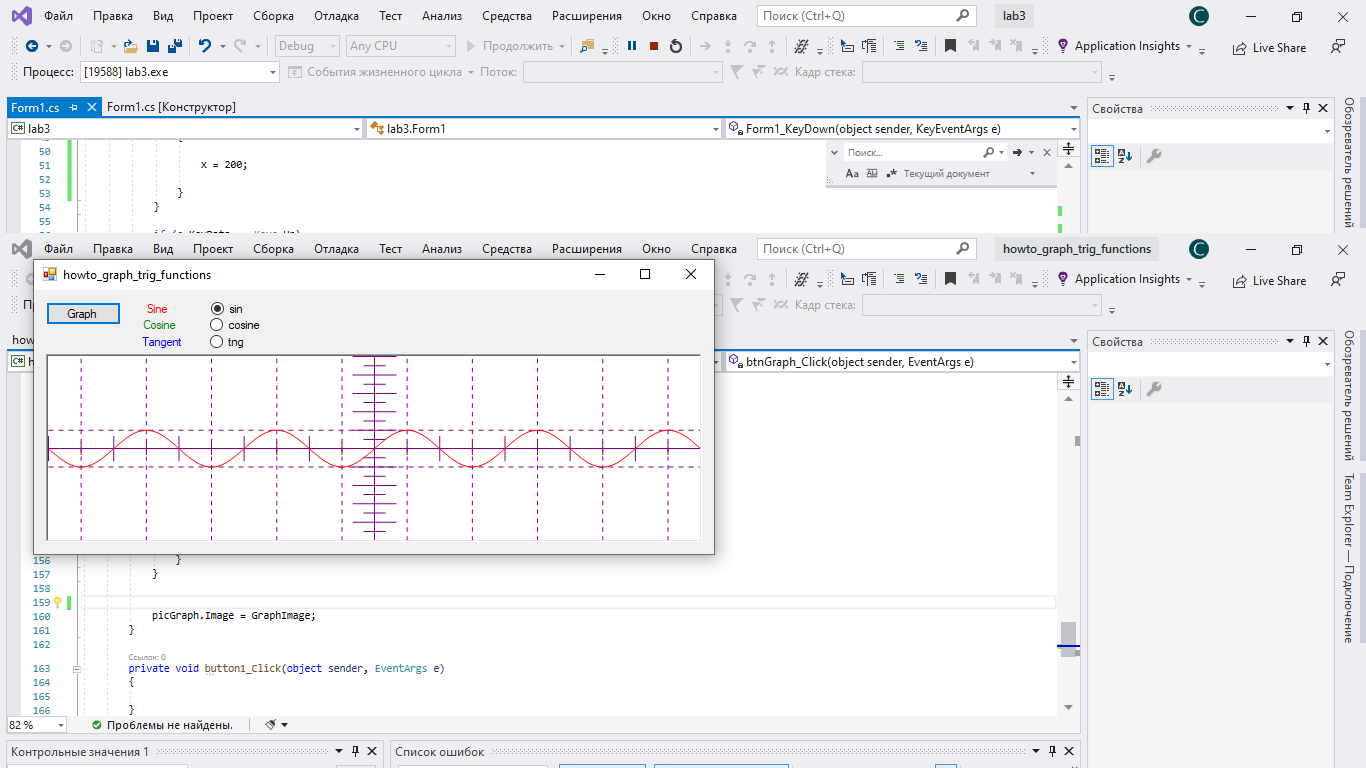 Файл Правка Вид Проект Сборка Отладка Тест Анализ Средства Расширения Окно Справка Поиск (Ctrl+Q) lab3 C
Debug Any CPU Продолжить Application Insights Live Share
Процесс: [19588] lab3.exe События жизненного цикла Поток: Кадр стека:
Form1.cs Form1.cs [Конструктор]
Свойства
Обозреватель решений
lab3 lab3.Form1 Form1_KeyDown(object sender, KeyEventArgs e)
50
51 x = 200;
52
53 }
54 }
55
Поиск...
Aa Текущий документ
Файл Правка Вид Проект Сборка Отладка Тест Анализ Средства Расширения Окно Справка Поиск (Ctrl+Q) howto_graph_trig_functions C
Application Insights Live Share
Кадр стека:
howto_graph_trig_functions
Graph
Sine
Cosine
Tangent
sin
cosine
tng
Свойства
Обозреватель решений
Team Explorer — Подключение
btnGraph_Click(object sender, EventArgs e)
156 }
157 }
158
159
160 picGraph.Image = GraphImage;
161 }
162
Ссылок: 0
163 private void button1_Click(object sender, EventArgs e)
164 {
165
166 }
82 % Проблемы не найдены.
Контрольные значения 1 Список ошибок